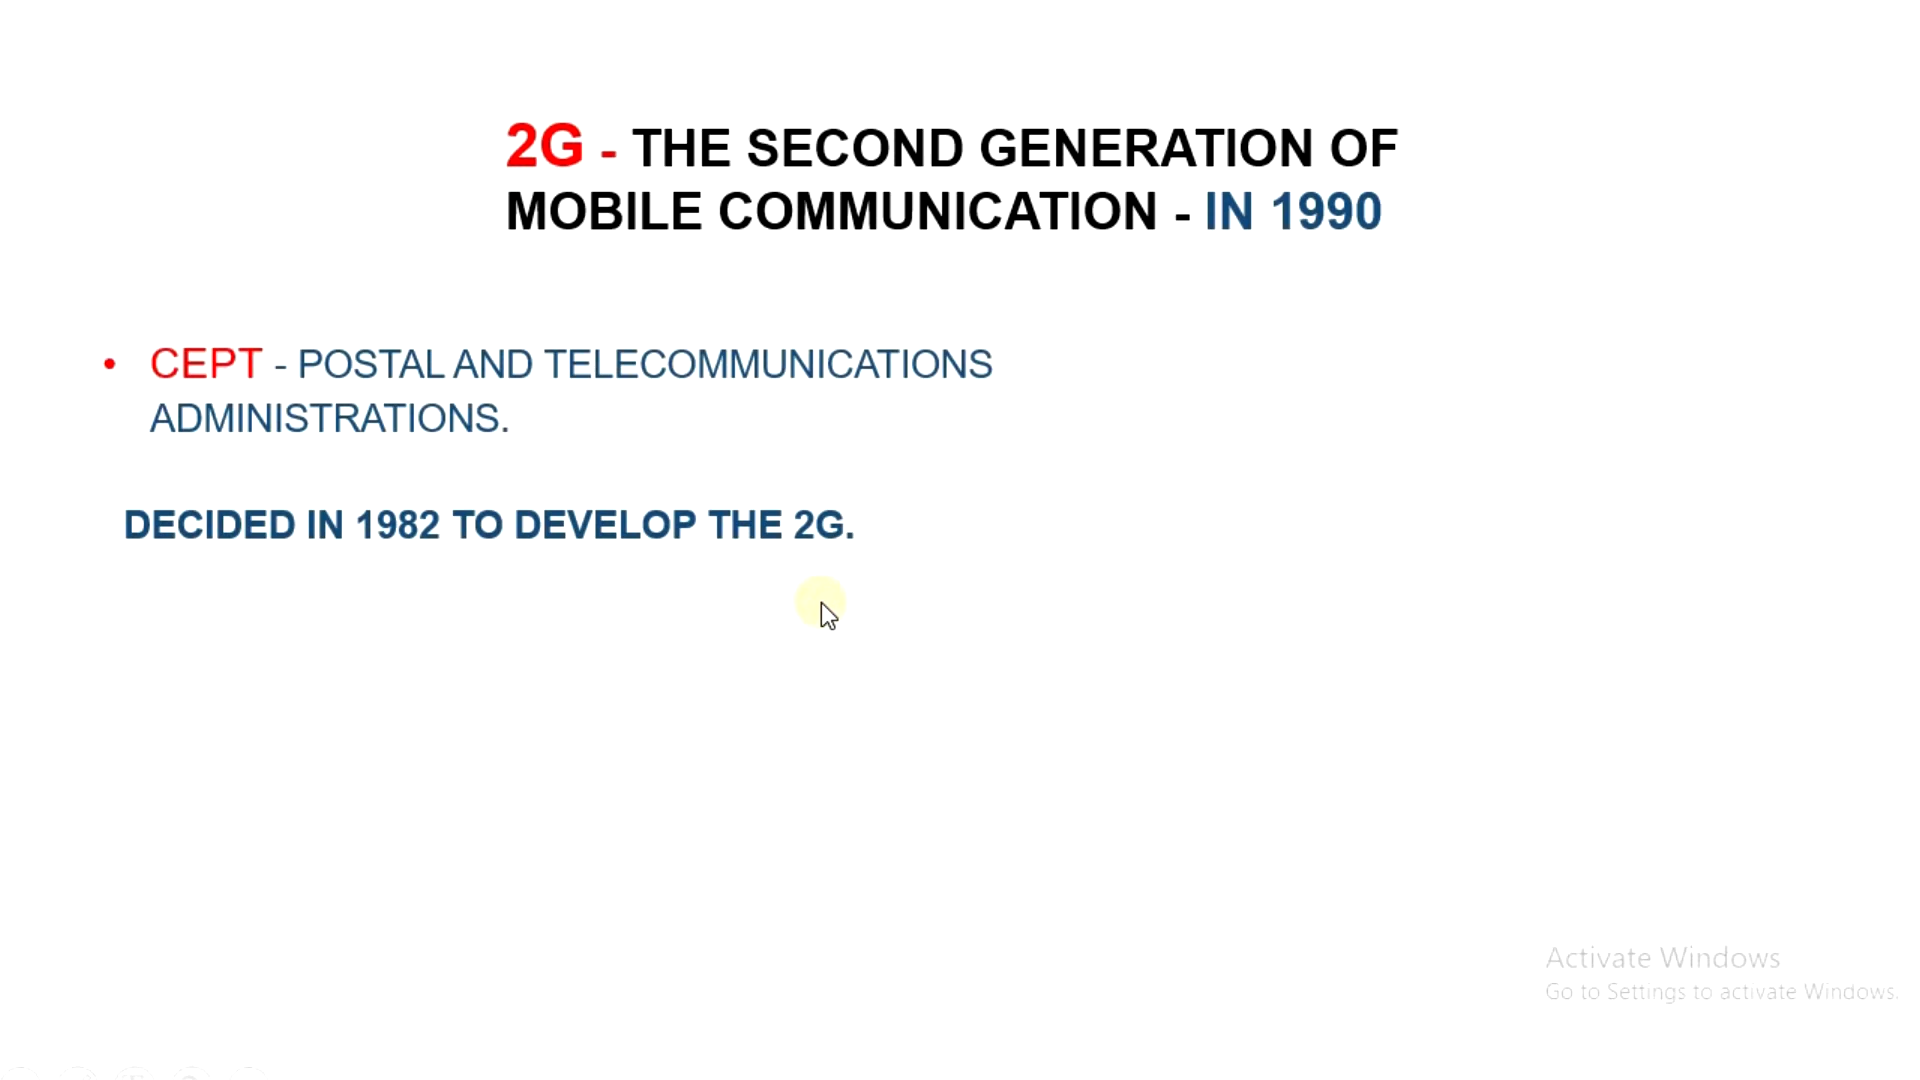 2G - THE SECOND GENERATION OF
MOBILE COMMUNICATION - IN 1990
• CEPT - POSTAL AND TELECOMMUNICATIONS
ADMINISTRATIONS.
DECIDED IN 1982 TO DEVELOP THE 2G.
Activate Windows
Go to Settings to activate Windows.